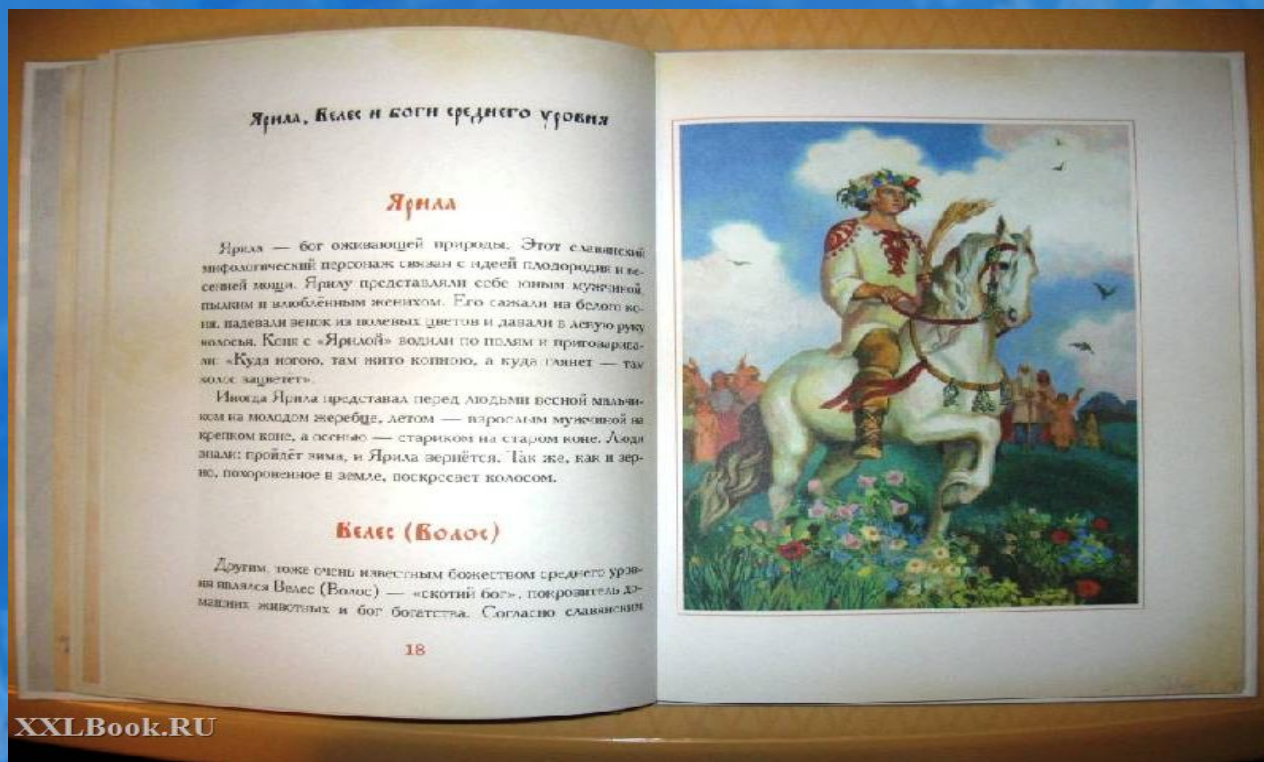 Ярила, Велес и боги среднего уровня
Ярила
Ярила — бог оживающей природы. Этот славянский
мифологический персонаж связан с идеей плодородия и ве-
сенней мощи. Ярилу представляли себе юным мужчиной,
пылким и влюблённым женихом. Его сажали на белого ко-
ня, надевали венок из полевых цветов и давали в левую руку
колосья. Коня с «Ярилой» водили по полям и приговарива-
ли: «Куда ногою, там жито копною, а куда глянет — там
колос зацветет».
Иногда Ярила представал перед людьми весной мальчи-
ком на молодом жеребце, летом — взрослым мужчиной на
крепком коне, а осенью — стариком на старом коне. Люди
знали: пройдёт зима, и Ярила вернётся. Так же, как и зер-
но, похороненное в земле, воскресает колосом.
Велес (Волос)
Другим, тоже очень известным божеством среднего уров-
ня являлся Велес (Волос) — «скотий бог», покровитель до-
машних животных и бог богатства. Согласно славянским
18
XXLBook.RU